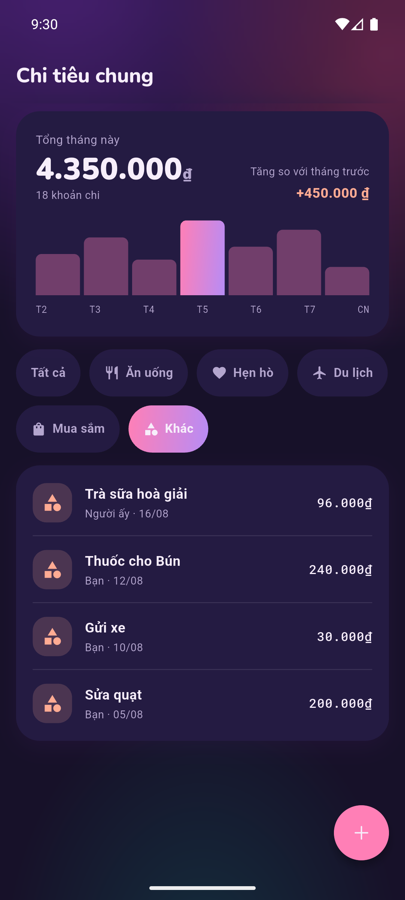 9:30
Chi tiêu chung
Tổng tháng này
4.350.000₫
18 khoản chi
Tăng so với tháng trước
+450.000 ₫
T2 T3 T4 T5 T6 T7 CN
Tất cả
Ăn uống
Hẹn hò
Du lịch
Mua sắm
Khác
Trà sữa hoà giải
Người ấy · 16/08
96.000₫
Thuốc cho Bún
Bạn · 12/08
240.000₫
Gửi xe
Bạn · 10/08
30.000₫
Sửa quạt
Bạn · 05/08
200.000₫